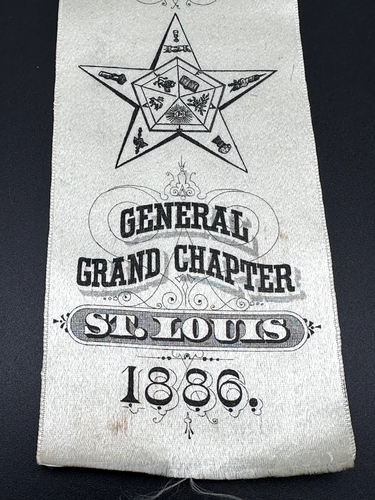 GENERAL
GRAND CHAPTER
ST. LOUIS
1886.